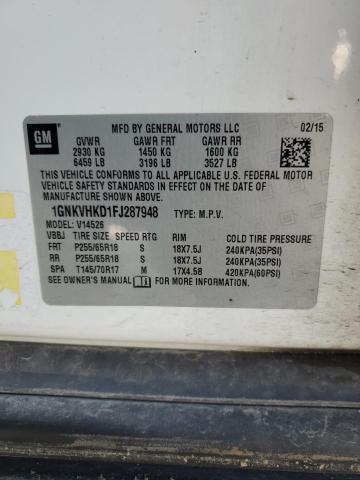 GM
MFD BY GENERAL MOTORS LLC 02/15
GVWR GAWR FRT GAWR RR
2930 KG 1450 KG 1600 KG
6459 LB 3196 LB 3527 LB
THIS VEHICLE CONFORMS TO ALL APPLICABLE U.S. FEDERAL MOTOR
VEHICLE SAFETY, BUMPER, AND THEFT PREVENTION
STANDARDS IN EFFECT ON THE DATE OF
MANUFACTURE SHOWN ABOVE.
1GNKVHKD1FJ287948 TYPE: M.P.V.
MODEL: V14526
VBBJ TIRE SIZE SPEED RTG RIM COLD TIRE PRESSURE
FRT P255/65R18 S 18X7.5J 240KPA(35PSI)
RR P255/65R18 S 18X7.5J 240KPA(35PSI)
SPA T145/70R17 M 17X4.5B 420KPA(60PSI)
SEE OWNER'S MANUAL FOR MORE INFORMATION.